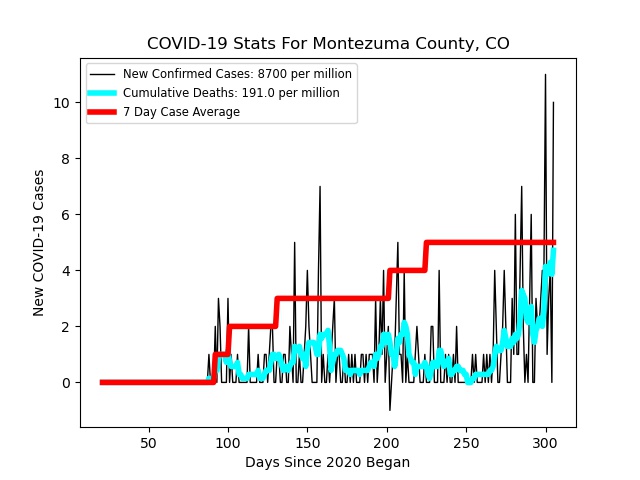 COVID-19 Stats For Montezuma County, CO
New Confirmed Cases: 8700 per million
Cumulative Deaths: 191.0 per million
7 Day Case Average
10
8
6
4
2
0
New COVID-19 Cases
50 100 150 200 250 300
Days Since 2020 Began